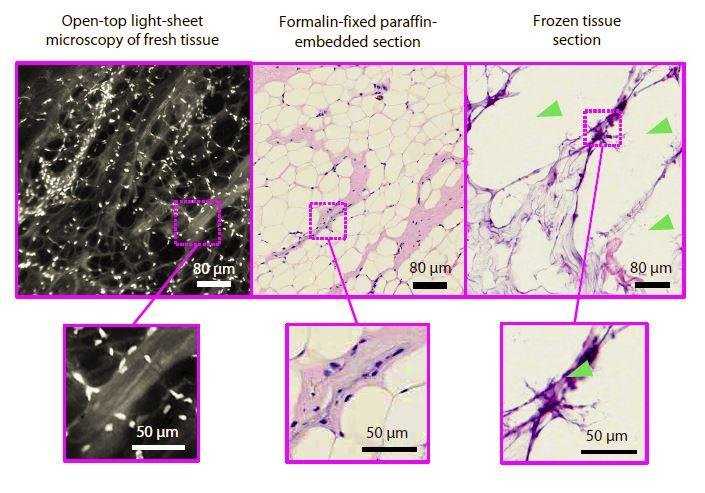 Open-top light-sheet
microscopy of fresh tissue
Formalin-fixed paraffin-
embedded section
Frozen tissue
section
80 µm
80 µm
80 µm
50 µm
50 µm
50 µm